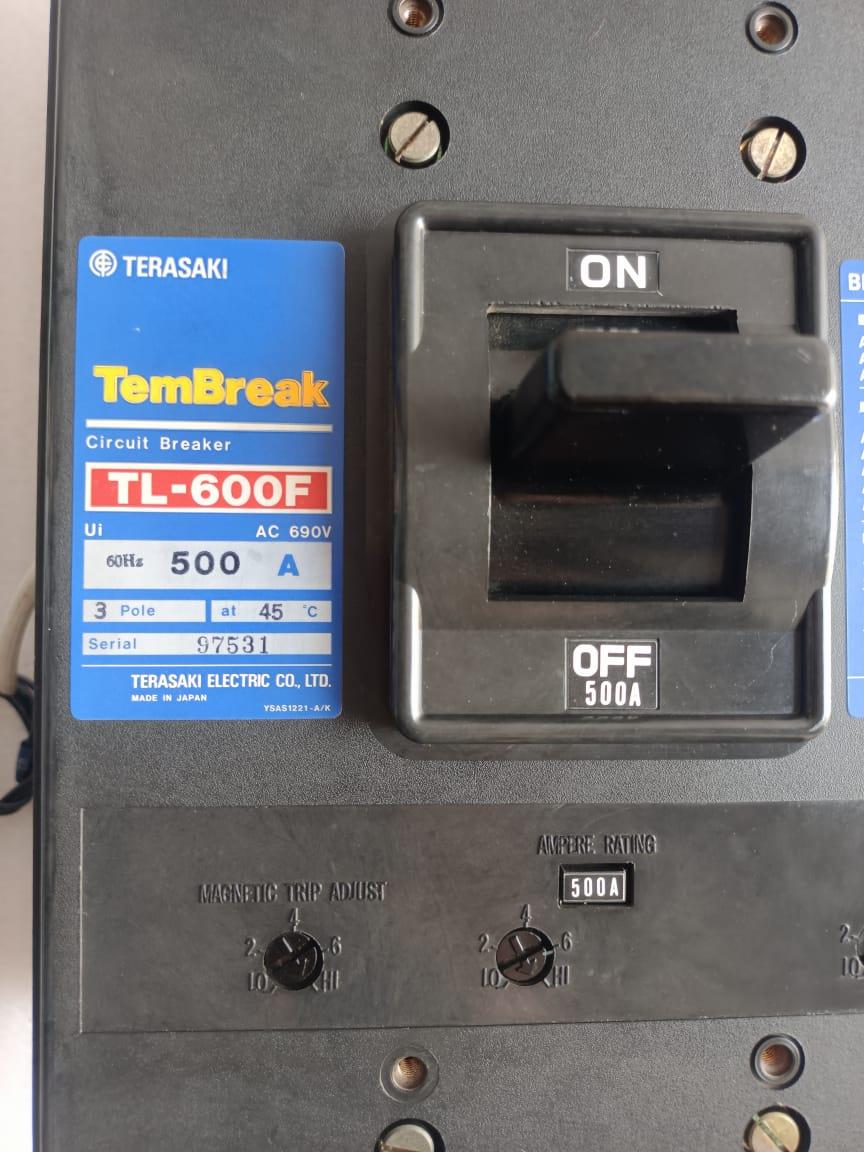 TERASAKI
TemBreak
Circuit Breaker
TL-600F
Ui AC 690V
60Hz 500 A
3 Pole at 45 °C
Serial 97531
TERASAKI ELECTRIC CO., LTD.
MADE IN JAPAN
YSAS1221-A/K
ON
OFF
500A
AMPERE RATING
500A
MAGNETIC TRIP ADJUST
4
2 6
LO HI
4
2 6
LO HI
2
LO